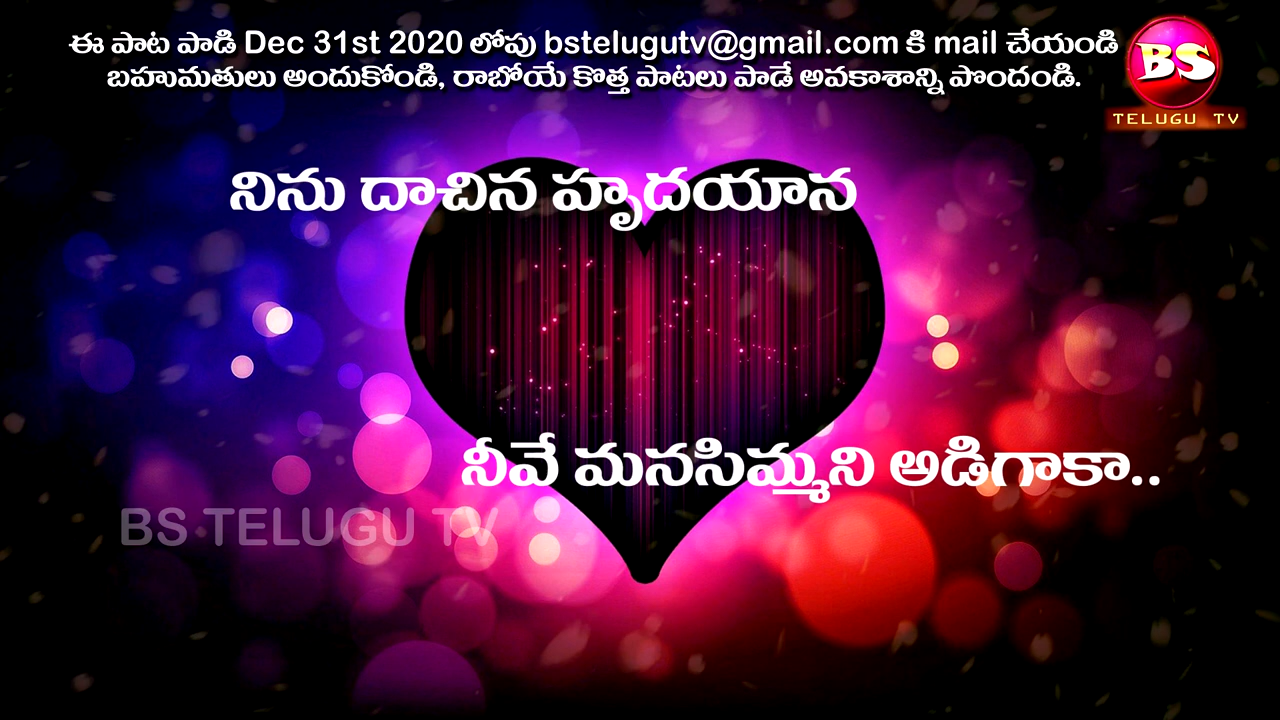 ఈ పాట పాడి Dec 31st 2020 లోపు bstelugutv@gmail.com కి mail చేయండి
బహుమతులు అందుకోండి, రాబోయే కొత్త పాటలు పాడే అవకాశాన్ని పొందండి.
BS
TELUGU TV
నిను దాచిన హృదయాన
నీవే మనసిమ్మని అడిగాకా..
BS TELUGU TV